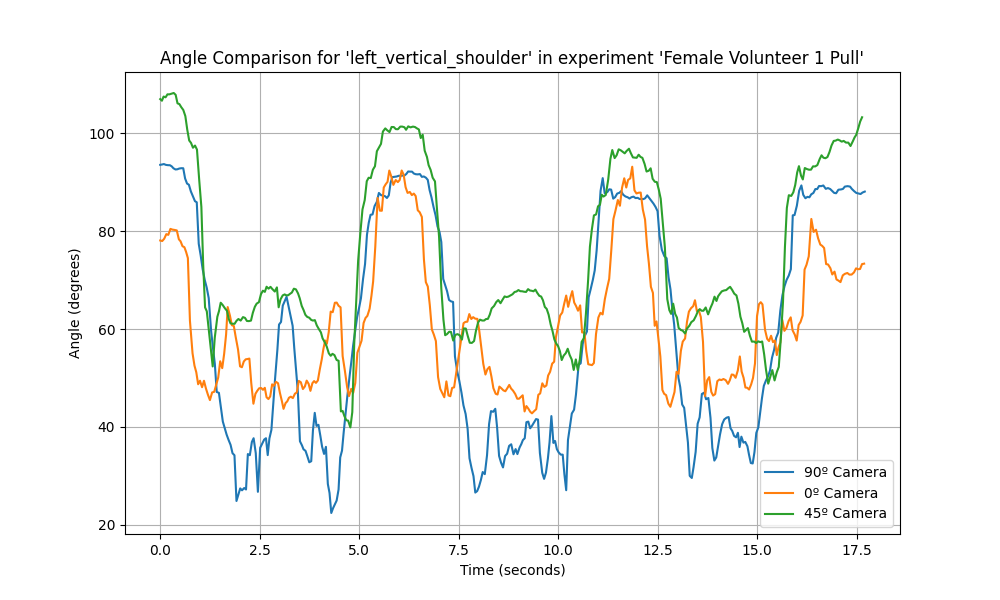 Angle Comparison for 'left_vertical_shoulder' in experiment 'Female Volunteer 1 Pull'
Angle (degrees)
100
80
60
40
20
0.0 2.5 5.0 7.5 10.0 12.5 15.0 17.5
Time (seconds)
90º Camera
0º Camera
45º Camera